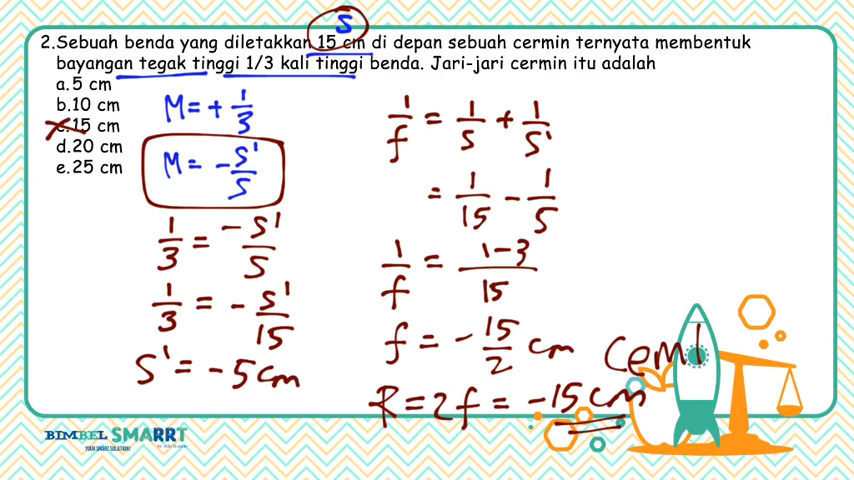 S
2.Sebuah benda yang diletakkan 15 cm di depan sebuah cermin ternyata membentuk
bayangan tegak tinggi 1/3 kali tinggi benda. Jari-jari cermin itu adalah
a.5 cm
b.10 cm
c.15 cm
d.20 cm
e.25 cm
M = + 1/3
M = - S'/S
1/3 = -S'/S
1/3 = - S'/15
S' = -5 cm
1/f = 1/S + 1/S'
= 1/15 - 1/5
1/f = 1-3/15
f = -15/2 cm
R = 2f = -15 cm
Cem
BIMBEL SMARRT
YOUR SMART SOLUTION!